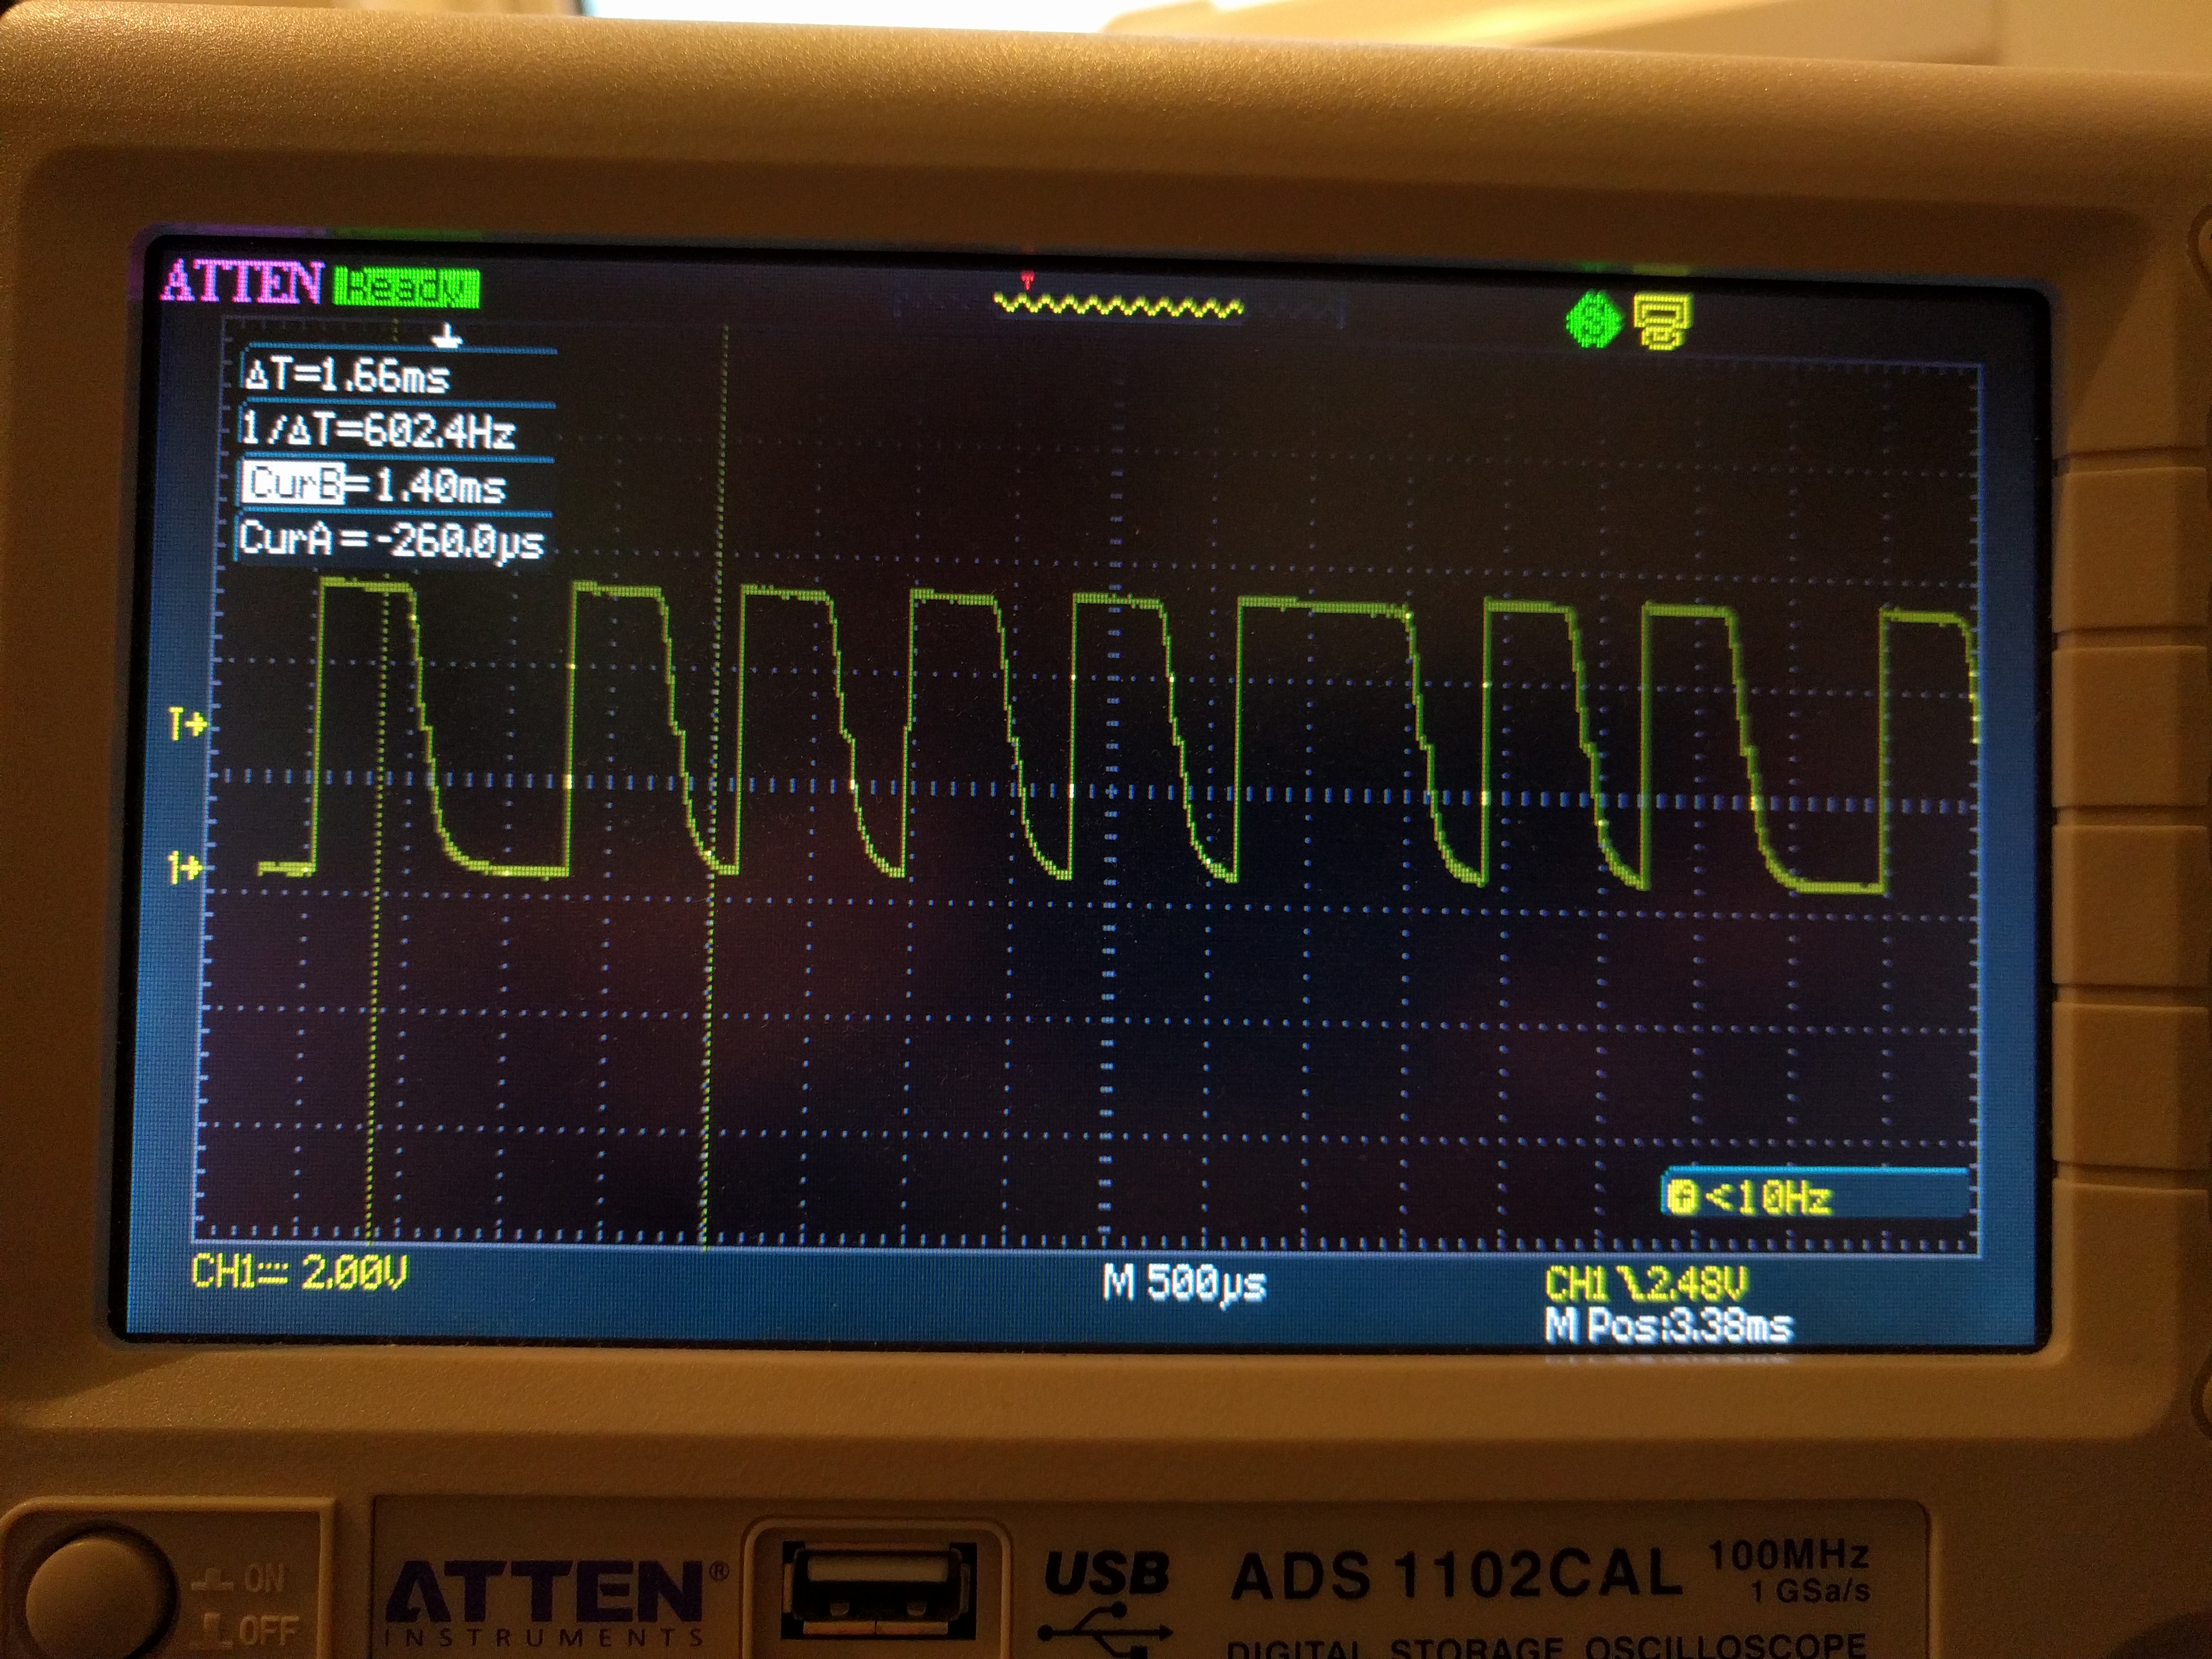 ATTEN Ready
T
S
ΔT=1.66ms
1/ΔT=602.4Hz
CurB=1.40ms
CurA=-260.0µs
T
1
f <10Hz
CH1 2.00V
M 500µs
CH1 2.48V
M Pos:3.38ms
ON
OFF
ATTEN®
INSTRUMENTS
USB
ADS 1102CAL
100MHz
1 GSa/s
DIGITAL STORAGE OSCILLOSCOPE